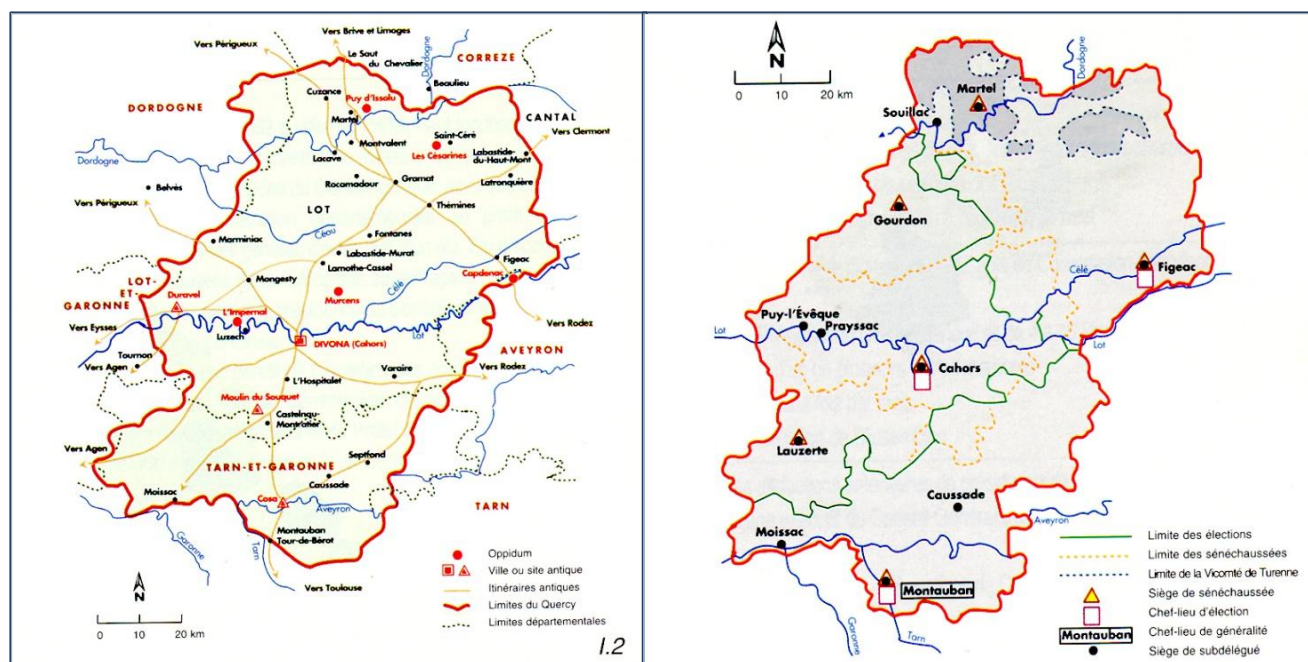 Vers Périgueux
Vers Brive et Limoges
Le Saut
du Chevalier
Dordogne
CORREZE
Beaulieu
Cuzance
Puy d'Issolu
DORDOGNE
Martel
CANTAL
Vers Clermont
Saint-Céré
Montvalent
Les Césarines
Labastide-
du-Haut-Mont
Dordogne
Lacave
Rocamadour
Gramat
Latronquière
Belvès
Vers Périgueux
LOT
Thémines
Céou
Fontanes
Marminiac
Labastide-Murat
Lamothe-Cassel
Figeac
Mongesty
Capdenac
LOT-
ET-
GARONNE
Duravel
Murcens
Célé
L'Impernal
Vers Eysses
Luzech
Lot
Vers Rodez
DIVONA (Cahors)
Tournon
AVEYRON
Vers Agen
L'Hospitalet
Varaire
Vers Rodez
Moulin du Souquet
Castelnau-
Montratier
Vers Agen
Septfond
TARN-ET-GARONNE
Caussade
Moissac
Cosa
Aveyron
TARN
Montauban
Tour-de-Bérot
Garonne
Tarn
Vers Toulouse
N
0 10 20 km
Oppidum
Ville ou site antique
Itinéraires antiques
Limites du Quercy
Limites départementales
I.2
N
0 10 20 km
Dordogne
Martel
Souillac
Gourdon
Célé
Figeac
Puy-l'Évêque
Prayssac
Lot
Lot
Cahors
Lauzerte
Caussade
Aveyron
Moissac
Montauban
Garonne
Tarn
Limite des élections
Limite des sénéchaussées
Limite de la Vicomté de Turenne
Siège de sénéchaussée
Chef-lieu d'élection
Montauban Chef-lieu de généralité
Siège de subdélégué